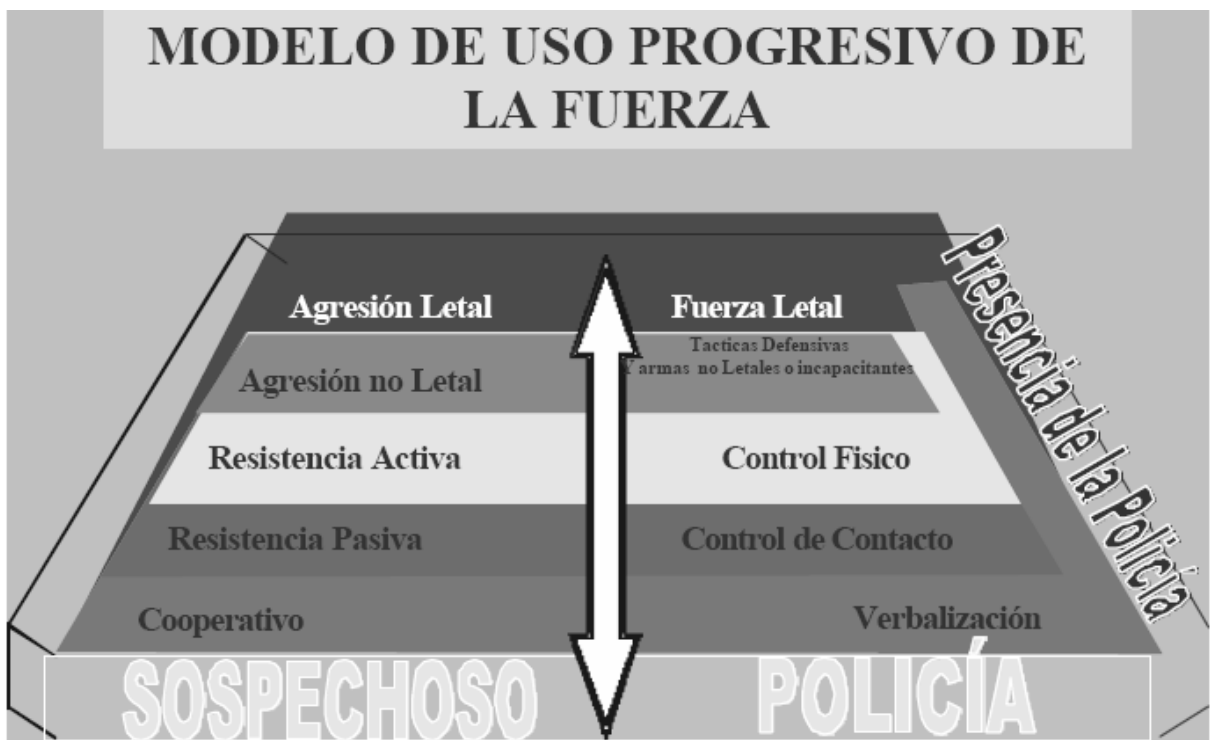 MODELO DE USO PROGRESIVO DE
LA FUERZA
Agresión Letal
Fuerza Letal
Agresión no Letal
Tacticas Defensivas
Y armas no Letales o incapacitantes
Resistencia Activa
Control Fisico
Resistencia Pasiva
Control de Contacto
Cooperativo
Verbalización
Presencia de la Policía
SOSPECHOSO
POLICÍA